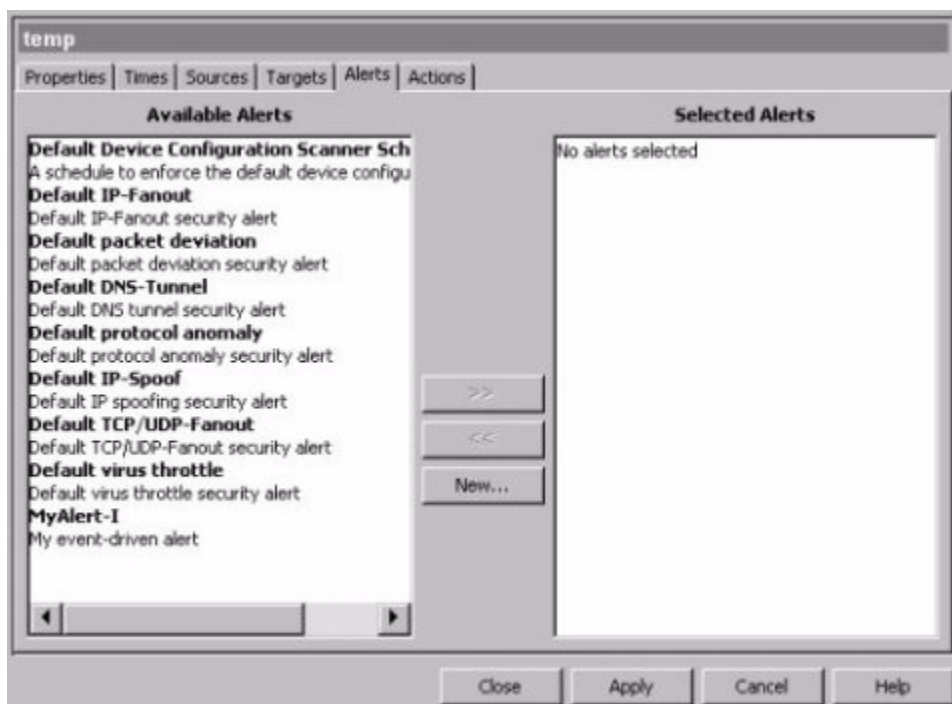 temp
Properties Times Sources Targets Alerts Actions
Available Alerts
Default Device Configuration Scanner Sch
A schedule to enforce the default device configu
Default IP-Fanout
Default IP-Fanout security alert
Default packet deviation
Default packet deviation security alert
Default DNS-Tunnel
Default DNS tunnel security alert
Default protocol anomaly
Default protocol anomaly security alert
Default IP-Spoof
Default IP spoofing security alert
Default TCP/UDP-Fanout
Default TCP/UDP-Fanout security alert
Default virus throttle
Default virus throttle security alert
MyAlert-I
My event-driven alert
>>
<<
New...
Selected Alerts
No alerts selected
Close Apply Cancel Help